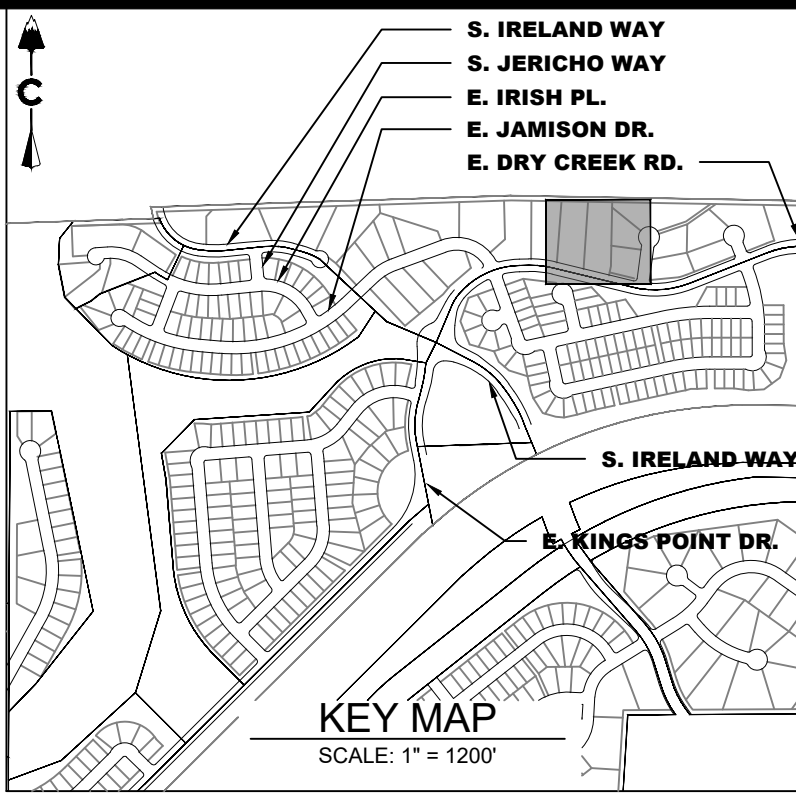 S. IRELAND WAY
S. JERICHO WAY
E. IRISH PL.
E. JAMISON DR.
E. DRY CREEK RD.
C
S. IRELAND WAY
E. KINGS POINT DR.
KEY MAP
SCALE: 1" = 1200'